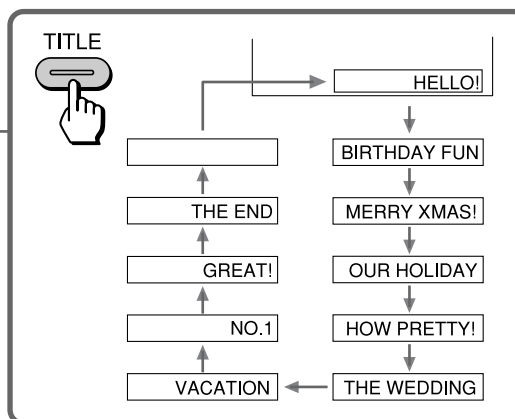 TITLE
HELLO!
BIRTHDAY FUN
MERRY XMAS!
OUR HOLIDAY
HOW PRETTY!
THE WEDDING
VACATION
NO.1
GREAT!
THE END